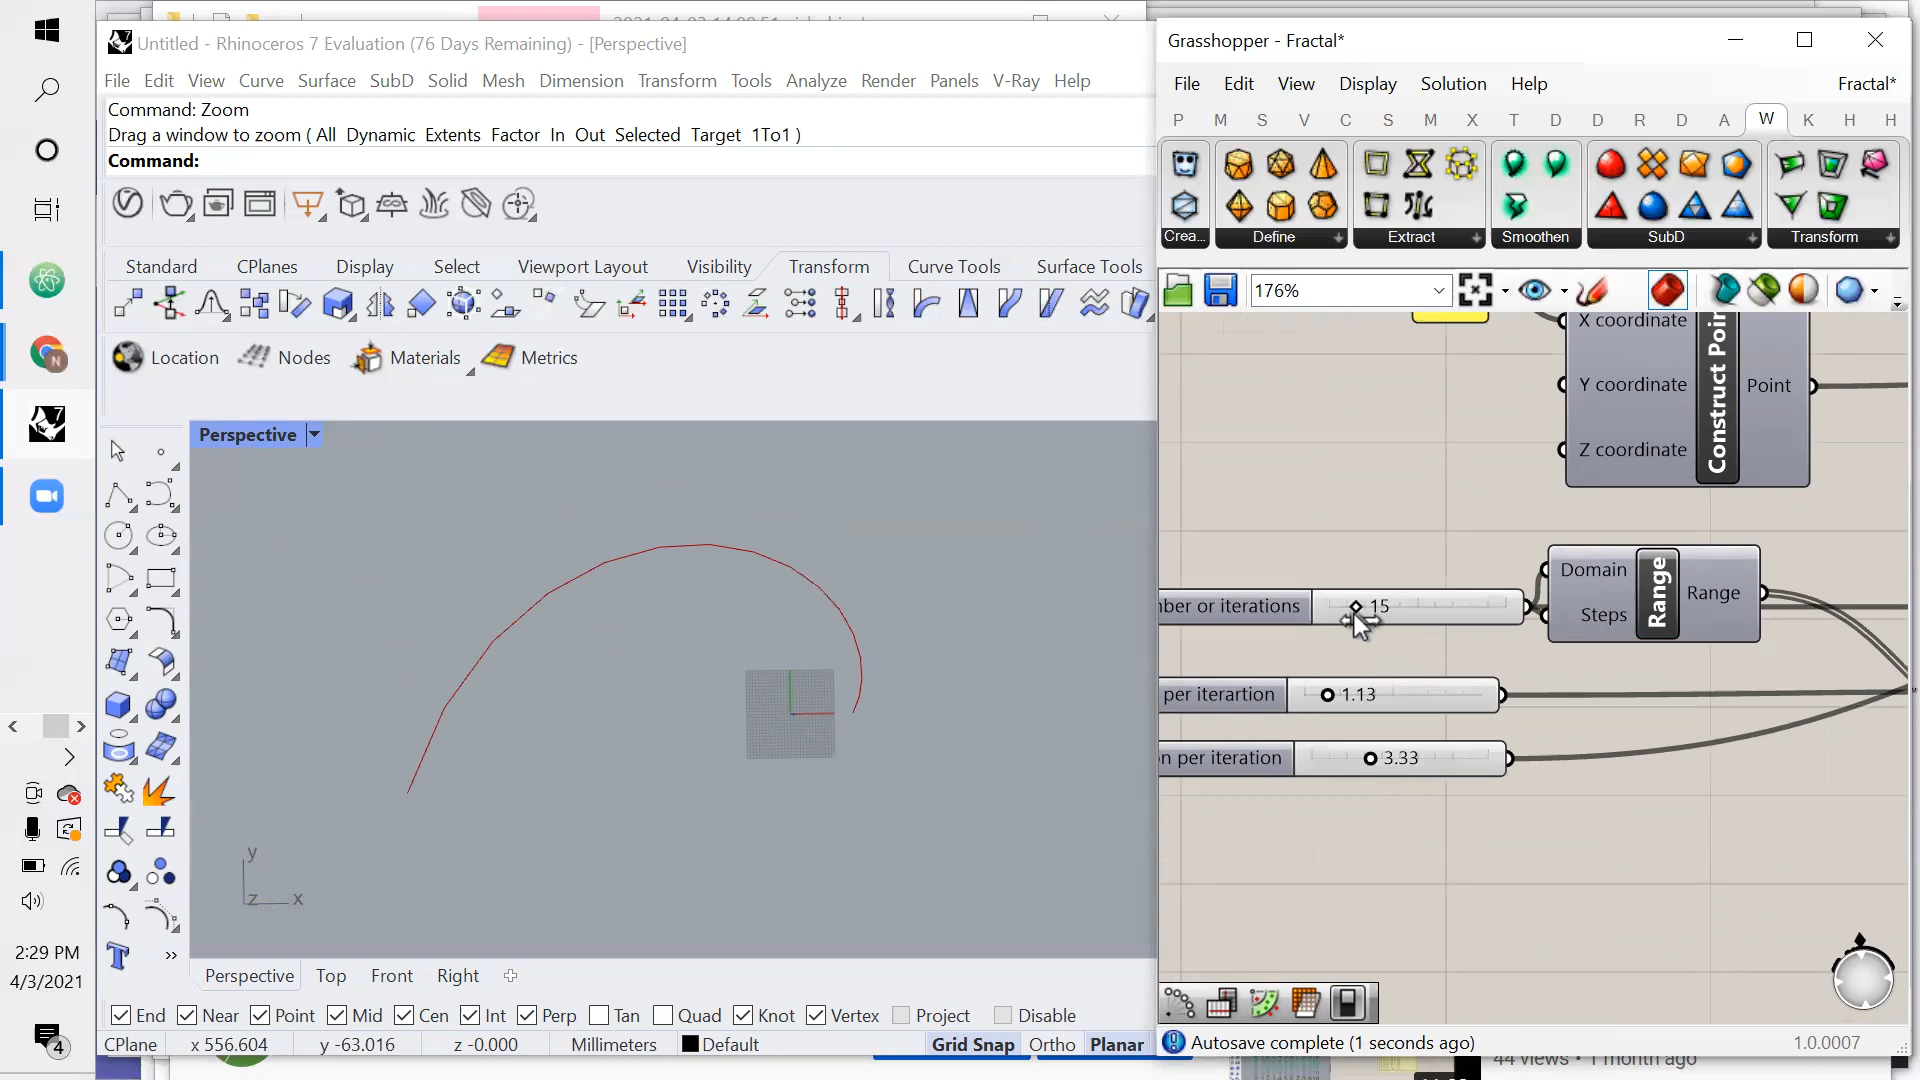 Untitled - Rhinoceros 7 Evaluation (76 Days Remaining) - [Perspective]
File Edit View Curve Surface SubD Solid Mesh Dimension Transform Tools Analyze Render Panels V-Ray Help
Command: Zoom
Drag a window to zoom ( All Dynamic Extents Factor In Out Selected Target 1To1 )
Command:
Standard CPlanes Display Select Viewport Layout Visibility Transform Curve Tools Surface Tools
Location Nodes Materials Metrics
Perspective
y
z x
Perspective Top Front Right
End Near Point Mid Cen Int Perp Tan Quad Knot Vertex Project Disable
CPlane x 556.604 y -63.016 z -0.000 Millimeters Default Grid Snap Ortho Planar
7
N
2:29 PM
4/3/2021
4
Grasshopper - Fractal*
File Edit View Display Solution Help Fractal*
P M S V C S M X T D D R D A W K H H
Crea... Define Extract Smoothen SubD Transform
176%
X coordinate
Y coordinate
Z coordinate
Construct Poin
Point
Domain
Steps
Range
Range
ber or iterations 15
per iterartion 1.13
n per iteration 3.33
Autosave complete (1 seconds ago) 1.0.0007
44 views • 1 month ago